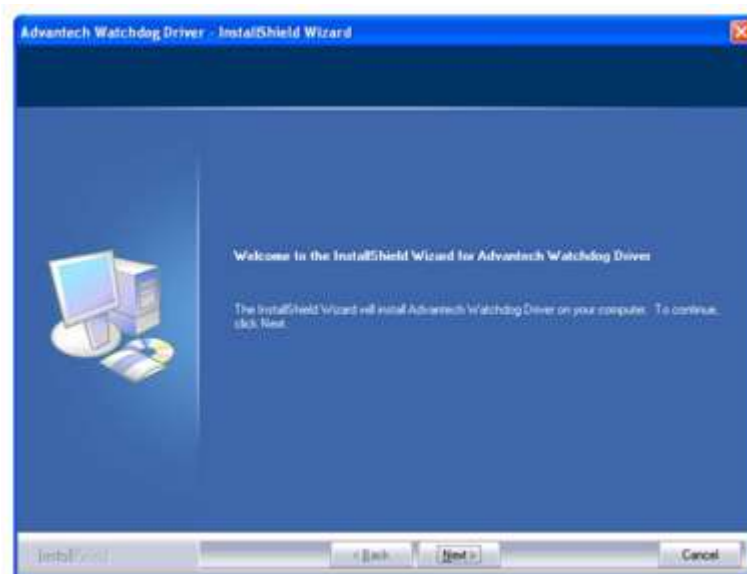 Advantech Watchdog Driver - InstallShield Wizard
Welcome to the InstallShield Wizard for Advantech Watchdog Driver
The InstallShield Wizard will install Advantech Watchdog Driver on your computer. To continue,
click Next.
InstallShield
< Back
Next >
Cancel